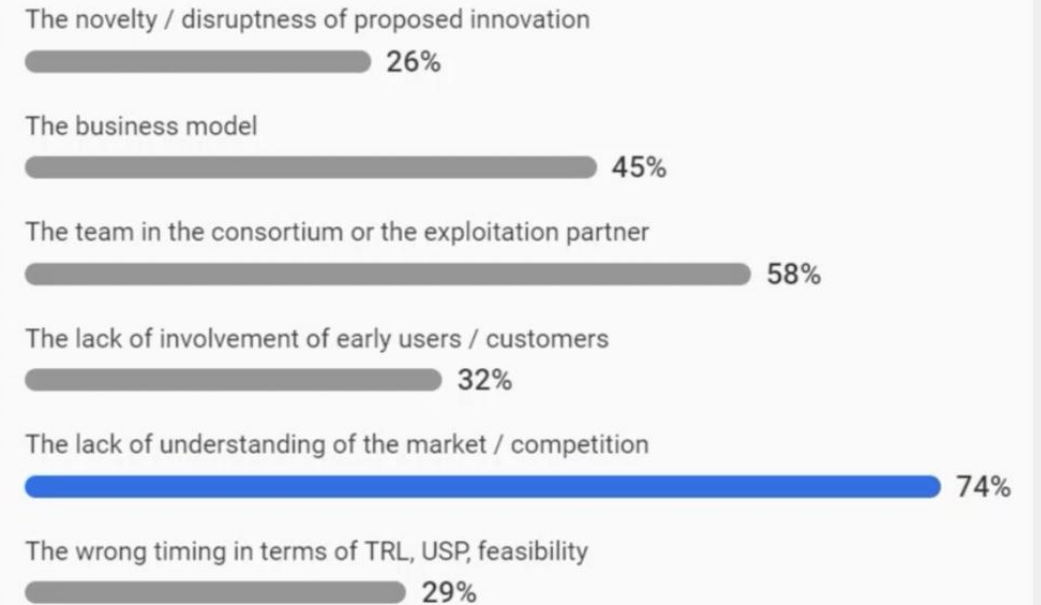 The novelty / disruptness of proposed innovation
26%
The business model
45%
The team in the consortium or the exploitation partner
58%
The lack of involvement of early users / customers
32%
The lack of understanding of the market / competition
74%
The wrong timing in terms of TRL, USP, feasibility
29%